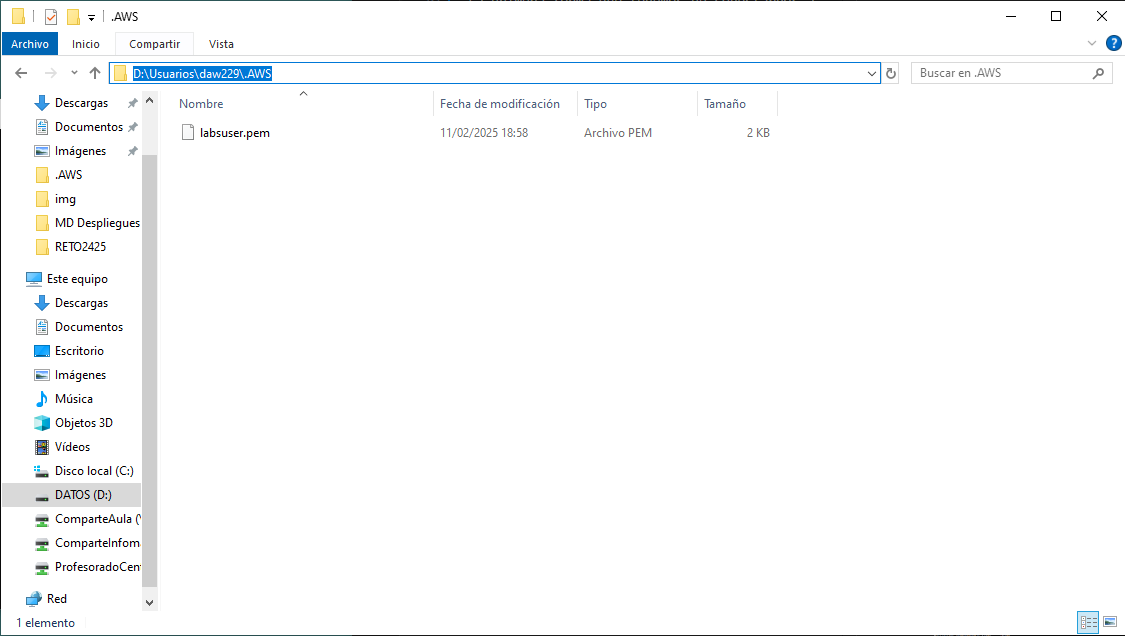 .AWS
Archivo Inicio Compartir Vista
D:\Usuarios\daw229\.AWS
Buscar en .AWS
Descargas
Documentos
Imágenes
.AWS
img
MD Despliegues
RETO2425
Este equipo
Descargas
Documentos
Escritorio
Imágenes
Música
Objetos 3D
Vídeos
Disco local (C:)
DATOS (D:)
ComparteAula (
ComparteInfom
ProfesoradoCen
Red
Nombre Fecha de modificación Tipo Tamaño
labsuser.pem 11/02/2025 18:58 Archivo PEM 2 KB
1 elemento